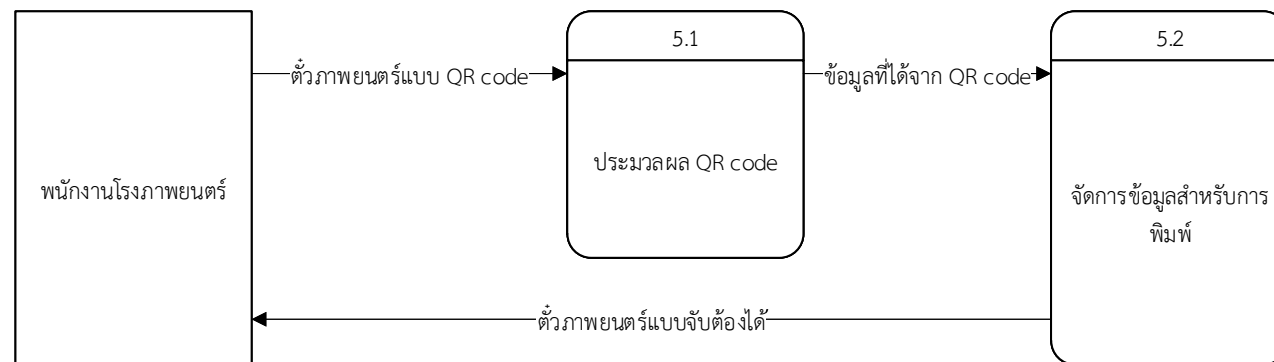 5.1
5.2
ตั๋วภาพยนตร์แบบ QR code
ข้อมูลที่ได้จาก QR code
พนักงานโรงภาพยนตร์
ประมวลผล QR code
จัดการข้อมูลสำหรับการ
พิมพ์
ตั๋วภาพยนตร์แบบจับต้องได้